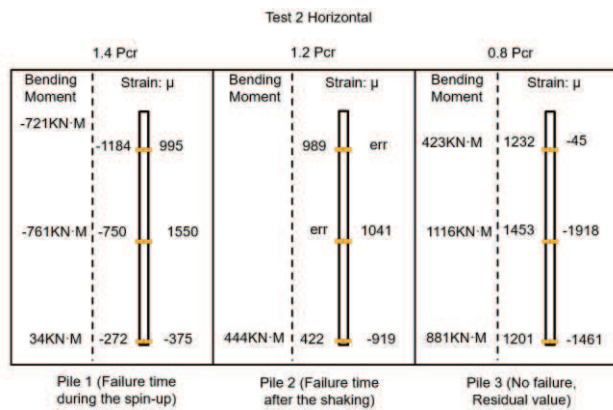 Test 2 Horizontal
1.4 Pcr
1.2 Pcr
0.8 Pcr
Bending Moment
Strain: μ
Bending Moment
Strain: μ
Bending Moment
Strain: μ
-721KN·M
-1184 995
989 err
423KN·M 1232 -45
-761KN·M -750 1550
err 1041
1116KN·M 1453 -1918
34KN·M -272 -375
444KN·M 422 -919
881KN·M 1201 -1461
Pile 1 (Failure time
during the spin-up)
Pile 2 (Failure time
after the shaking)
Pile 3 (No failure,
Residual value)